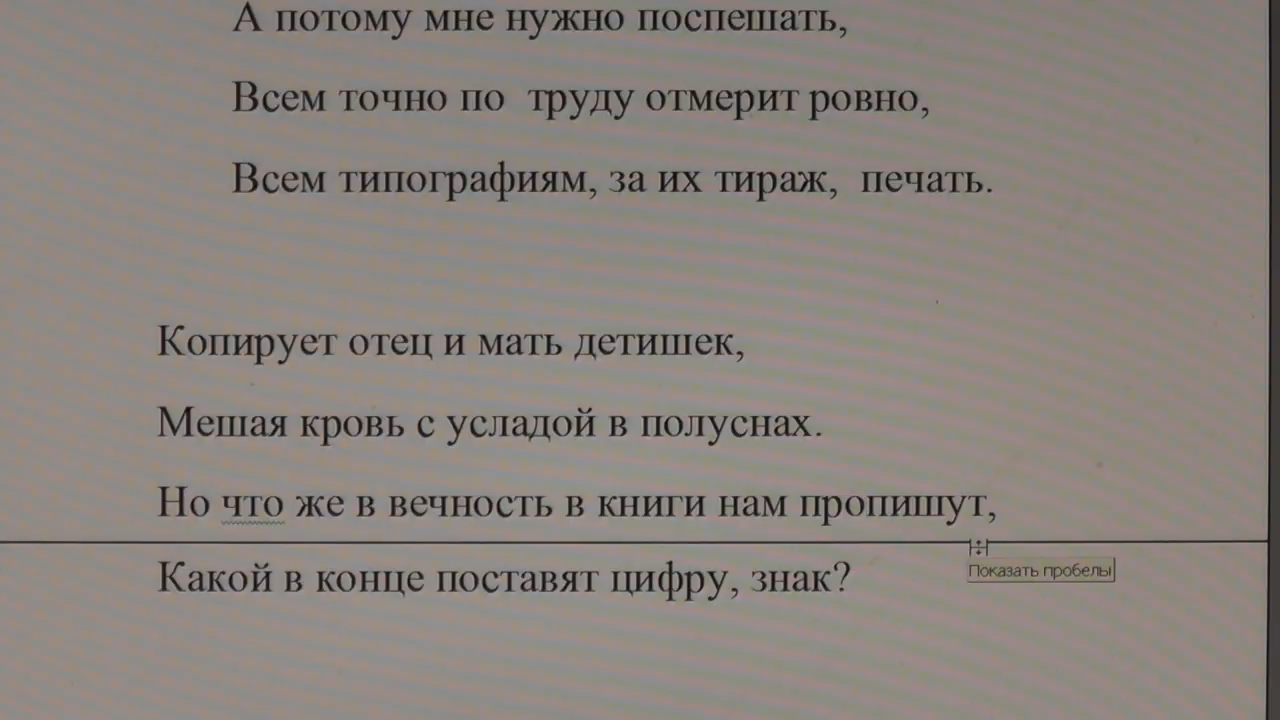 А потому мне нужно поспешать,
Всем точно по  труду отмерит ровно,
Всем типографиям, за их тираж,  печать.
Копирует отец и мать детишек,
Мешая кровь с усладой в полуснах.
Но что же в вечность в книги нам пропишут,
Какой в конце поставят цифру, знак?
Показать пробелы